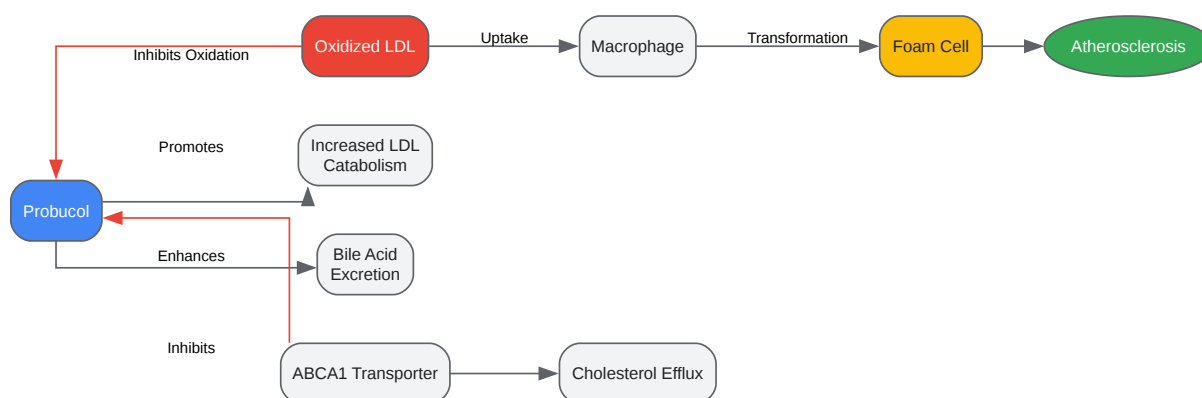 Oxidized LDL
Uptake
Macrophage
Transformation
Foam Cell
Atherosclerosis
Inhibits Oxidation
Promotes
Increased LDL
Catabolism
Probucol
Enhances
Bile Acid
Excretion
Inhibits
ABCA1 Transporter
Cholesterol Efflux